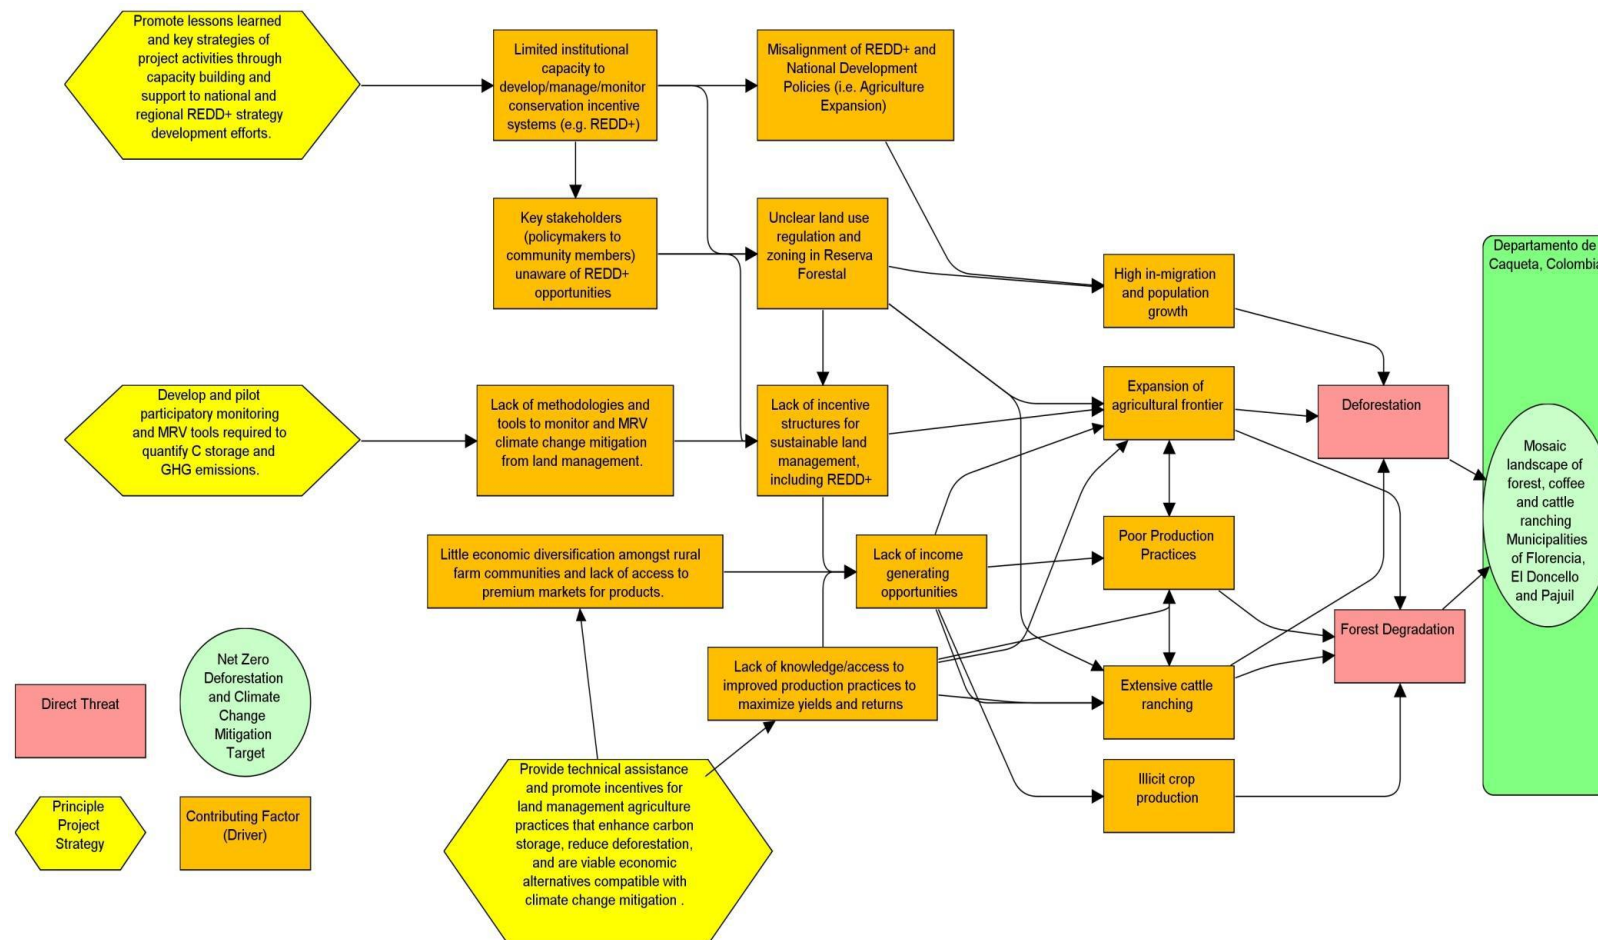 Promote lessons learned
and key strategies of
project activities through
capacity building and
support to national and
regional REDD+ strategy
development efforts.
Limited institutional
capacity to
develop/manage/monitor
conservation incentive
systems (e.g. REDD+)
Misalignment of REDD+ and
National Development
Policies (i.e. Agriculture
Expansion)
Key stakeholders
(policymakers to
community members)
unaware of REDD+
opportunities
Unclear land use
regulation and
zoning in Reserva
Forestal
High in-migration
and population
growth
Departamento de
Caqueta, Colombia
Develop and pilot
participatory monitoring
and MRV tools required to
quantify C storage and
GHG emissions.
Lack of methodologies and
tools to monitor and MRV
climate change mitigation
from land management.
Lack of incentive
structures for
sustainable land
management,
including REDD+
Expansion of
agricultural frontier
Deforestation
Mosaic
landscape of
forest, coffee
and cattle
ranching
Municipalities
of Florencia,
El Doncello
and Pajuil
Little economic diversification amongst rural
farm communities and lack of access to
premium markets for products.
Lack of income
generating
opportunities
Poor Production
Practices
Forest Degradation
Lack of knowledge/access to
improved production practices to
maximize yields and returns
Extensive cattle
ranching
Illicit crop
production
Provide technical assistance
and promote incentives for
land management agriculture
practices that enhance carbon
storage, reduce deforestation,
and are viable economic
alternatives compatible with
climate change mitigation .
Direct Threat
Net Zero
Deforestation
and Climate
Change
Mitigation
Target
Principle
Project
Strategy
Contributing Factor
(Driver)